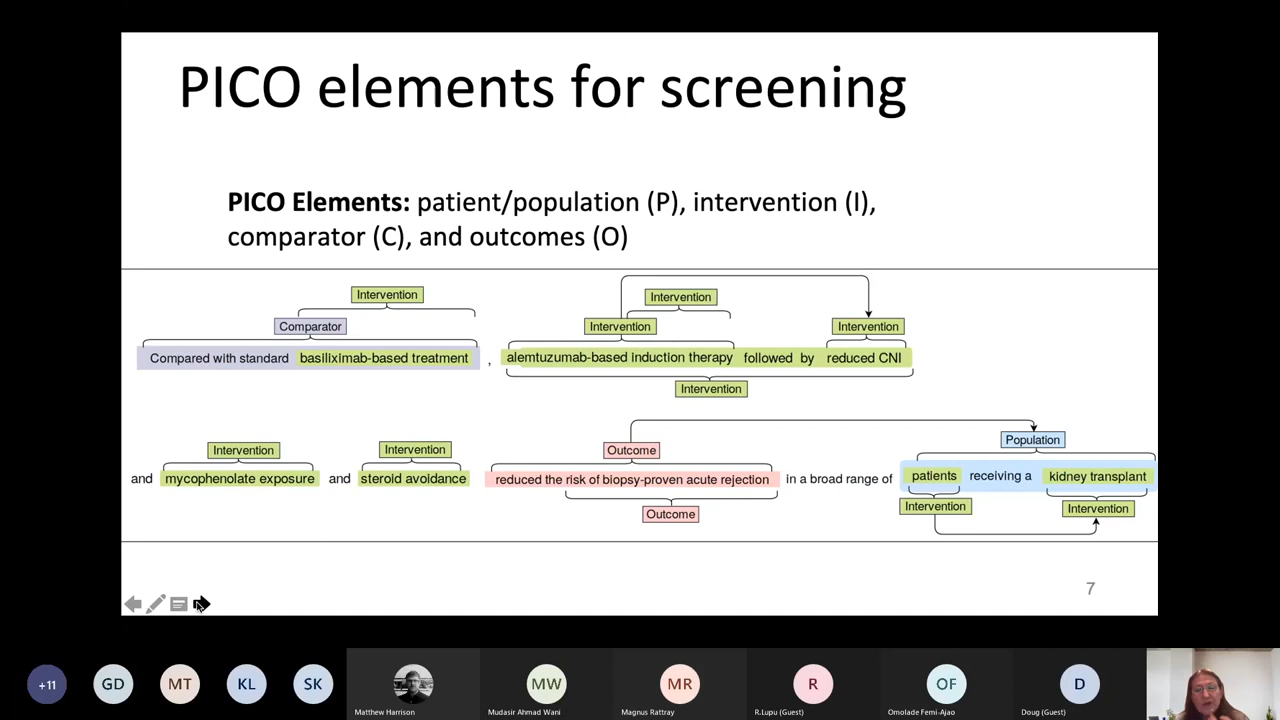 PICO elements for screening
PICO Elements: patient/population (P), intervention (I),
comparator (C), and outcomes (O)
Intervention
Comparator
Compared with standard basiliximab-based treatment ,
Intervention
Intervention
Intervention
alemtuzumab-based induction therapy followed by reduced CNI
Intervention
Intervention
Intervention
and mycophenolate exposure and steroid avoidance
Outcome
reduced the risk of biopsy-proven acute rejection
Outcome
in a broad range of
Population
patients receiving a kidney transplant
Intervention
Intervention
7
+11
GD
MT
KL
SK
Matthew Harrison
MW
Mudasir Ahmad Wani
MR
Magnus Rattray
R
R.Lupu (Guest)
OF
Omolade Femi-Ajao
D
Doug (Guest)